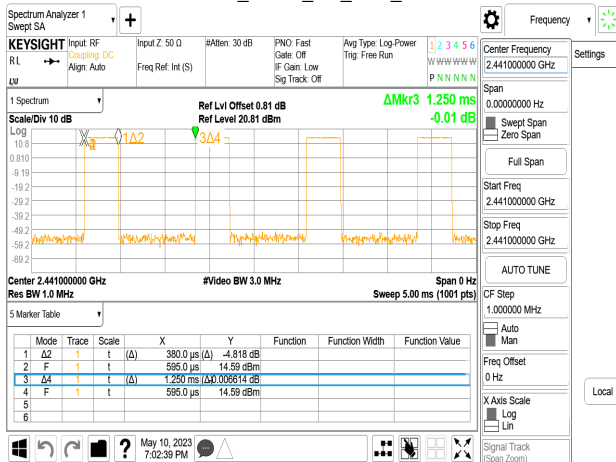 Spectrum Analyzer 1
Swept SA
Frequency
KEYSIGHT
Input: RF
Coupling: DC
Align: Auto
Input Z: 50 Ω
Freq Ref: Int (S)
#Atten: 30 dB
PNO: Fast
Gate: Off
IF Gain: Low
Sig Track: Off
Avg Type: Log-Power
Trig: Free Run
1 2 3 4 5 6
W W W W W W
P N N N N N
RL
LXI
1 Spectrum
Scale/Div 10 dB
Ref Lvl Offset 0.81 dB
Ref Level 20.81 dBm
ΔMkr3 1.250 ms
-0.01 dB
Log
10.8
0.810
-9.19
-19.2
-29.2
-39.2
-49.2
-59.2
-69.2
1Δ2
3Δ4
Center 2.441000000 GHz
Res BW 1.0 MHz
#Video BW 3.0 MHz
Span 0 Hz
Sweep 5.00 ms (1001 pts)
5 Marker Table
Mode Trace Scale X Y Function Function Width Function Value
1 Δ2 1 t (Δ) 380.0 µs (Δ) -4.818 dB
2 F 1 t 595.0 µs 14.59 dBm
3 Δ4 1 t (Δ) 1.250 ms (Δ) -0.006614 dB
4 F 1 t 595.0 µs 14.59 dBm
5
6
?
May 10, 2023
7:02:39 PM
Center Frequency
2.441000000 GHz
Settings
Span
0.00000000 Hz
Swept Span
Zero Span
Full Span
Start Freq
2.441000000 GHz
Stop Freq
2.441000000 GHz
AUTO TUNE
CF Step
1.000000 MHz
Auto
Man
Freq Offset
0 Hz
X Axis Scale
Log
Lin
Local
Signal Track
(Span Zoom)